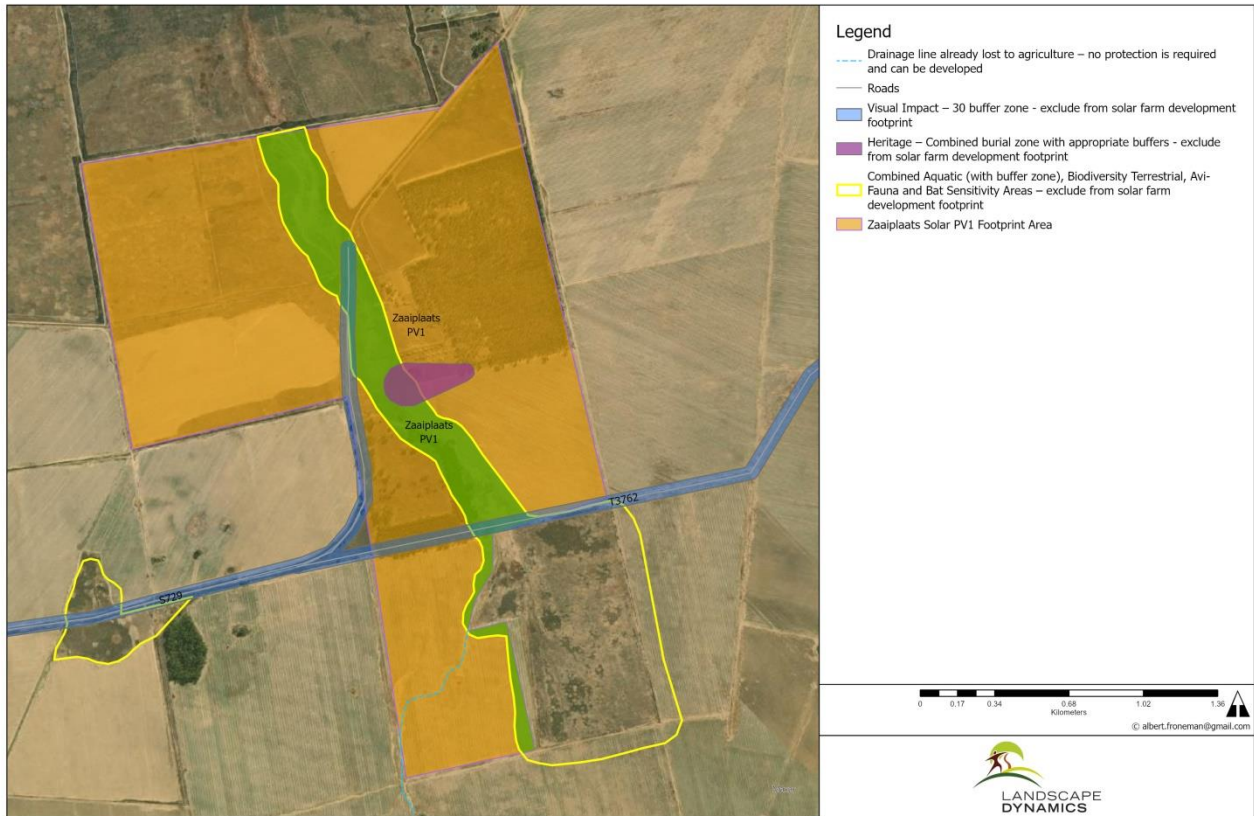 Legend
Drainage line already lost to agriculture – no protection is required
and can be developed
Roads
Visual Impact – 30 buffer zone - exclude from solar farm development
footprint
Heritage – Combined burial zone with appropriate buffers - exclude
from solar farm development footprint
Combined Aquatic (with buffer zone), Biodiversity Terrestrial, Avi-
Fauna and Bat Sensitivity Areas – exclude from solar farm
development footprint
Zaaiplaats Solar PV1 Footprint Area
Zaaiplaats
PV1
Zaaiplaats
PV1
T3762
S729
0 0.17 0.34 0.68 1.02 1.36
Kilometers
© albert.froneman@gmail.com
LANDSCAPE
DYNAMICS